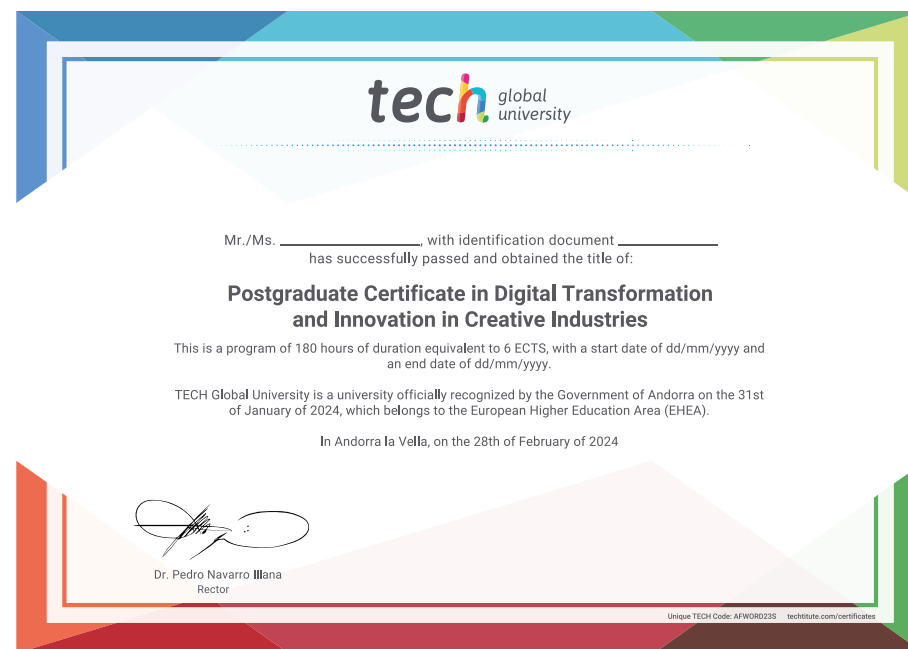 tech global university
Mr./Ms. ____________________, with identification document ______________
has successfully passed and obtained the title of:
Postgraduate Certificate in Digital Transformation
and Innovation in Creative Industries
This is a program of 180 hours of duration equivalent to 6 ECTS, with a start date of dd/mm/yyyy and
an end date of dd/mm/yyyy.
TECH Global University is a university officially recognized by the Government of Andorra on the 31st
of January of 2024, which belongs to the European Higher Education Area (EHEA).
In Andorra la Vella, on the 28th of February of 2024
Dr. Pedro Navarro Illana
Rector
Unique TECH Code: AFWORD23S techtitute.com/certificates